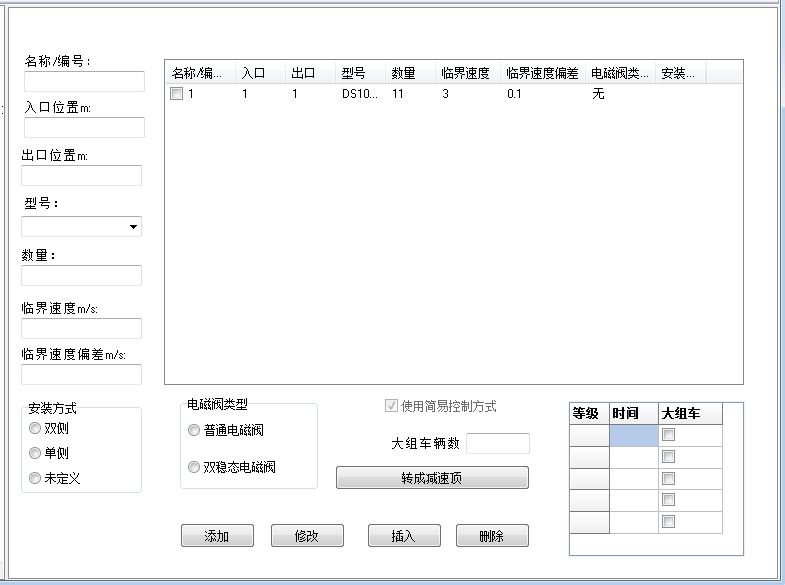 名称/编号：
入口位置m:
出口位置m:
型号：
数量：
临界速度m/s:
临界速度偏差m/s:
名称/编... 入口 出口 型号 数量 临界速度 临界速度偏差 电磁阀类... 安装...
1 1 1 DS10... 11 3 0.1 无
安装方式
双侧
单侧
未定义
电磁阀类型
普通电磁阀
双稳态电磁阀
使用简易控制方式
大组车辆数
转成减速顶
等级 时间 大组车
添加 修改 插入 删除